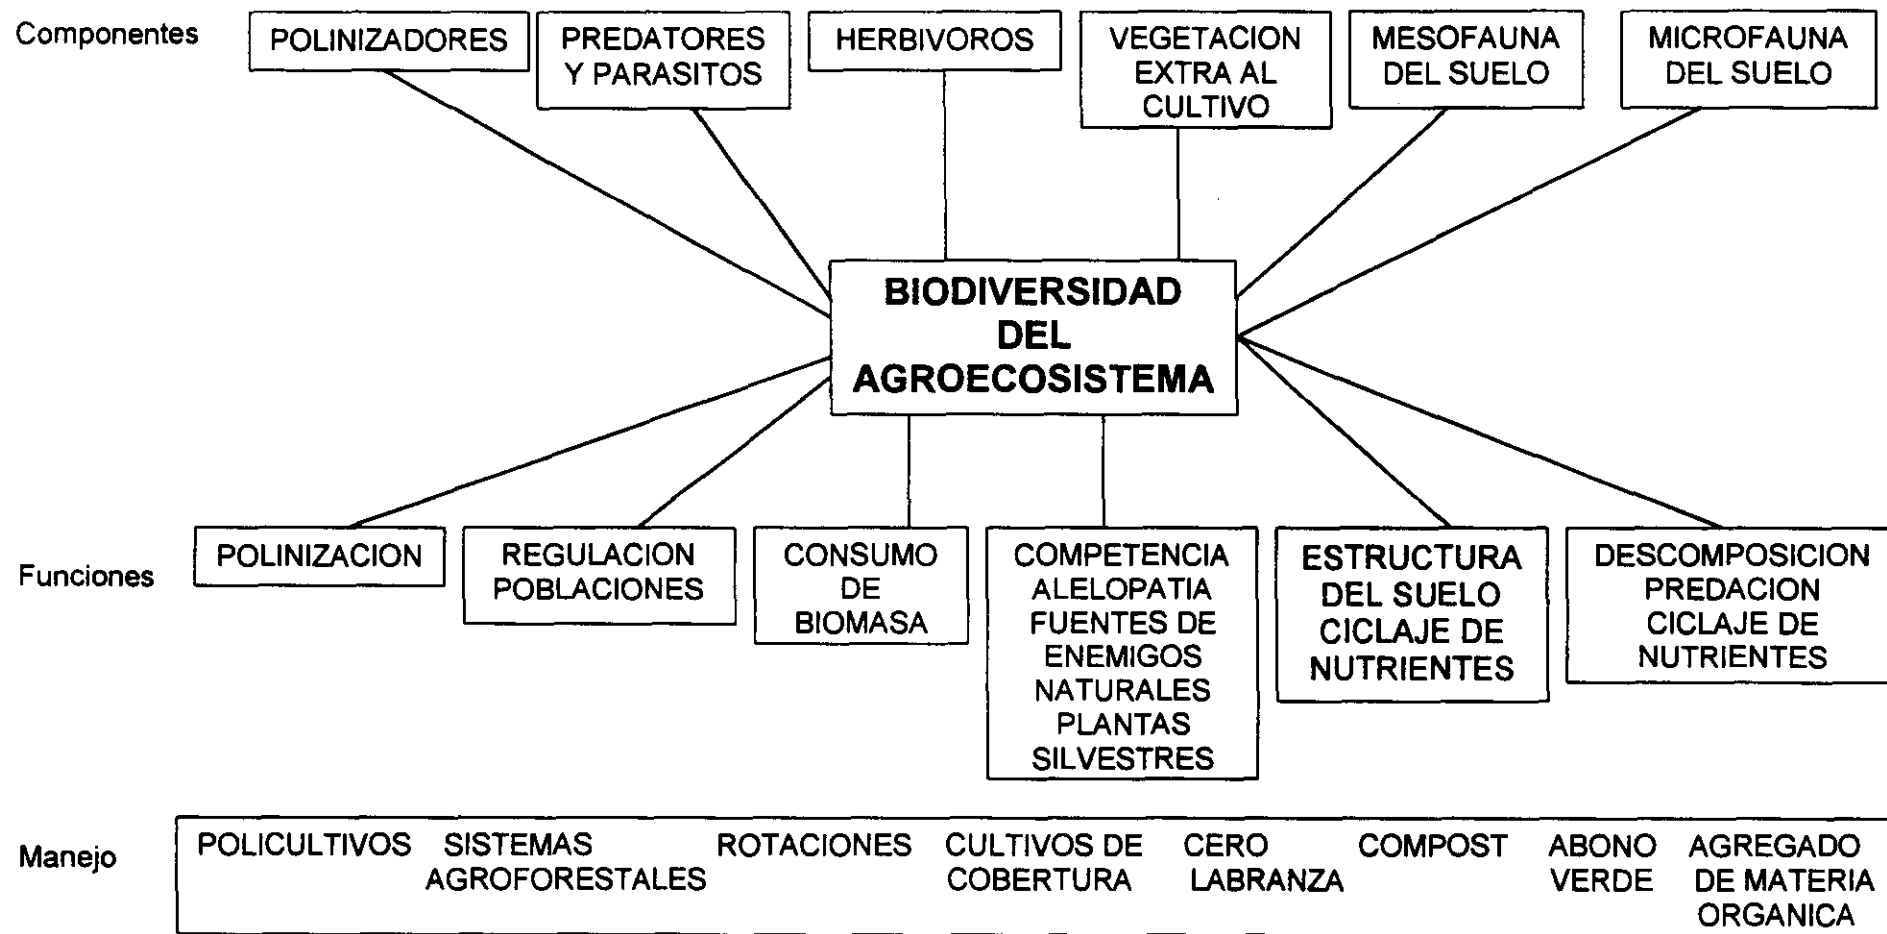 Componentes
POLINIZADORES
PREDATORES
Y PARASITOS
HERBIVOROS
VEGETACION
EXTRA AL
CULTIVO
MESOFAUNA
DEL SUELO
MICROFAUNA
DEL SUELO
BIODIVERSIDAD
DEL
AGROECOSISTEMA
Funciones
POLINIZACION
REGULACION
POBLACIONES
CONSUMO
DE
BIOMASA
COMPETENCIA
ALELOPATIA
FUENTES DE
ENEMIGOS
NATURALES
PLANTAS
SILVESTRES
ESTRUCTURA
DEL SUELO
CICLAJE DE
NUTRIENTES
DESCOMPOSICION
PREDACION
CICLAJE DE
NUTRIENTES
Manejo
POLICULTIVOS
SISTEMAS
AGROFORESTALES
ROTACIONES
CULTIVOS DE
COBERTURA
CERO
LABRANZA
COMPOST
ABONO
VERDE
AGREGADO
DE MATERIA
ORGANICA